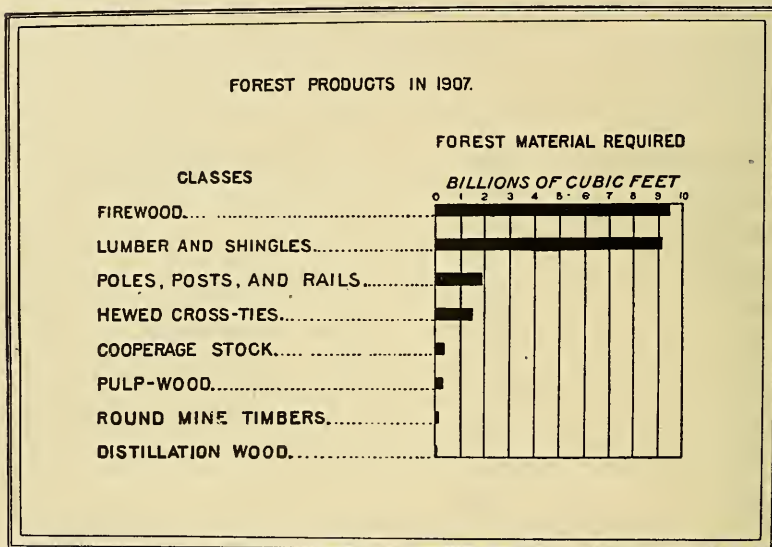 FOREST PRODUCTS IN 1907.
FOREST MATERIAL REQUIRED
CLASSES
BILLIONS OF CUBIC FEET
0 1 2 3 4 5 6 7 8 9 10
FIREWOOD
LUMBER AND SHINGLES
POLES, POSTS, AND RAILS
HEWED CROSS-TIES
COOPERAGE STOCK
PULP-WOOD
ROUND MINE TIMBERS
DISTILLATION WOOD